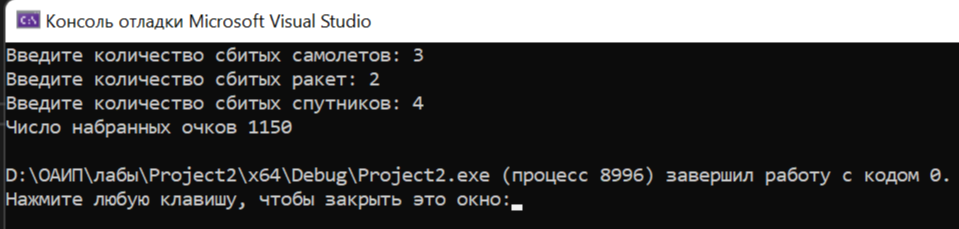 Консоль отладки Microsoft Visual Studio
Введите количество сбитых самолетов: 3
Введите количество сбитых ракет: 2
Введите количество сбитых спутников: 4
Число набранных очков 1150
D:\ОАИП\лабы\Project2\x64\Debug\Project2.exe (процесс 8996) завершил работу с кодом 0.
Нажмите любую клавишу, чтобы закрыть это окно: